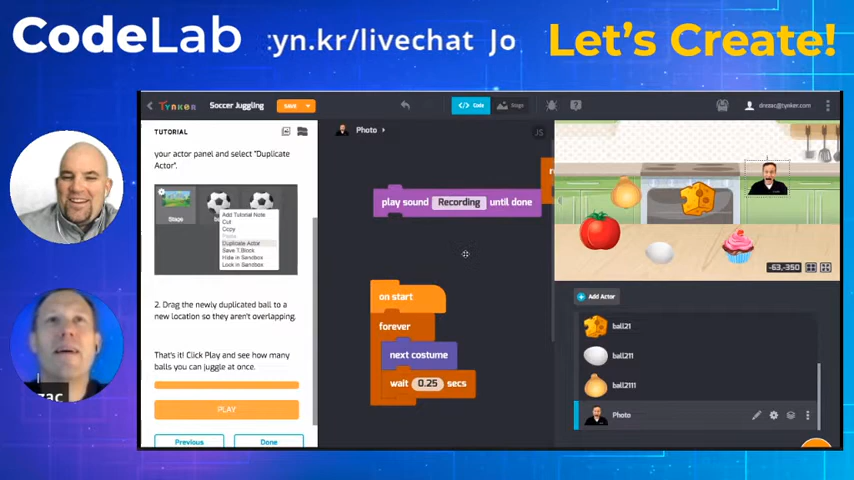 CodeLab
:yn.kr/livechat Jo
Let's Create!
TYNKER
Soccer Juggling
SAVE
Code
Stage
drezac@tynker.com
TUTORIAL
your actor panel and select "Duplicate
Actor".
Stage
Add Tutorial Note
Cut
Copy
Paste
Duplicate Actor
Save T.Block
Hide in Sandbox
Lock in Sandbox
2. Drag the newly duplicated ball to a
new location so they aren't overlapping.
That's it! Click Play and see how many
balls you can juggle at once.
PLAY
Previous
Done
Photo
JS
play sound Recording until done
on start
forever
next costume
wait 0.25 secs
-63,-350
Add Actor
ball21
ball211
ball2111
Photo
zac